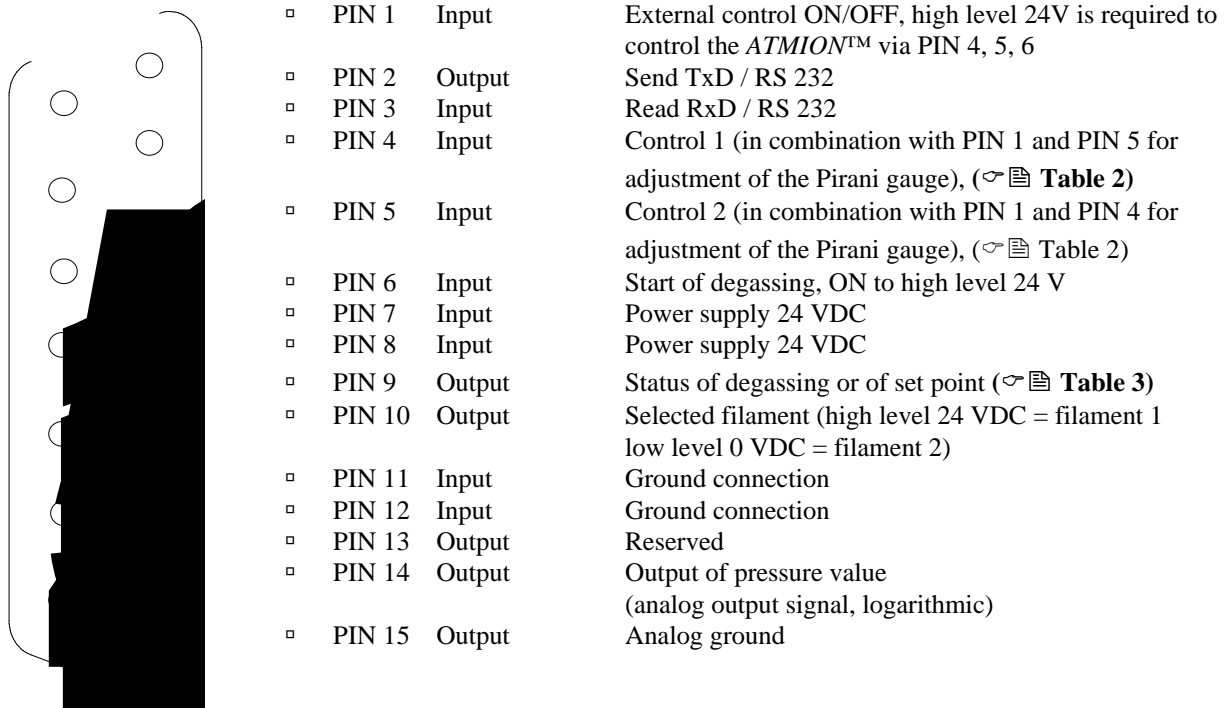 ▫ PIN 1 Input External control ON/OFF, high level 24V is required to
control the ATMION™ via PIN 4, 5, 6
▫ PIN 2 Output Send TxD / RS 232
▫ PIN 3 Input Read RxD / RS 232
▫ PIN 4 Input Control 1 (in combination with PIN 1 and PIN 5 for
adjustment of the Pirani gauge), (☞🖹 Table 2)
▫ PIN 5 Input Control 2 (in combination with PIN 1 and PIN 4 for
adjustment of the Pirani gauge), (☞🖹 Table 2)
▫ PIN 6 Input Start of degassing, ON to high level 24 V
▫ PIN 7 Input Power supply 24 VDC
▫ PIN 8 Input Power supply 24 VDC
▫ PIN 9 Output Status of degassing or of set point (☞🖹 Table 3)
▫ PIN 10 Output Selected filament (high level 24 VDC = filament 1
low level 0 VDC = filament 2)
▫ PIN 11 Input Ground connection
▫ PIN 12 Input Ground connection
▫ PIN 13 Output Reserved
▫ PIN 14 Output Output of pressure value
(analog output signal, logarithmic)
▫ PIN 15 Output Analog ground